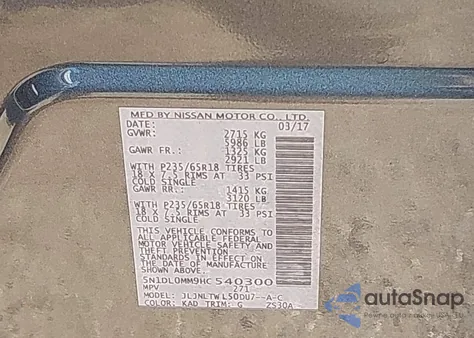 MFD BY NISSAN MOTOR CO., LTD.
DATE: 03/17
GVWR: 2715 KG
5986 LB
GAWR FR.: 1325 KG
2921 LB
WITH P235/65R18 TIRES
18 X 7.5 RIMS AT 33 PSI
COLD SINGLE
GAWR RR.: 1415 KG
3120 LB
WITH P235/65R18 TIRES
18 X 7.5 RIMS AT 33 PSI
COLD SINGLE
THIS VEHICLE CONFORMS TO
ALL APPLICABLE FEDERAL
MOTOR VEHICLE SAFETY AND
THEFT PREVENTION
STANDARDS IN EFFECT ON
THE DATE OF MANUFACTURE
SHOWN ABOVE.
5N1DL0MM9HC540300
MPV 271
MODEL: JLJNLTWL50DU7--A-C
COLOR: KAD TRIM: G ZS30A
autoSnap